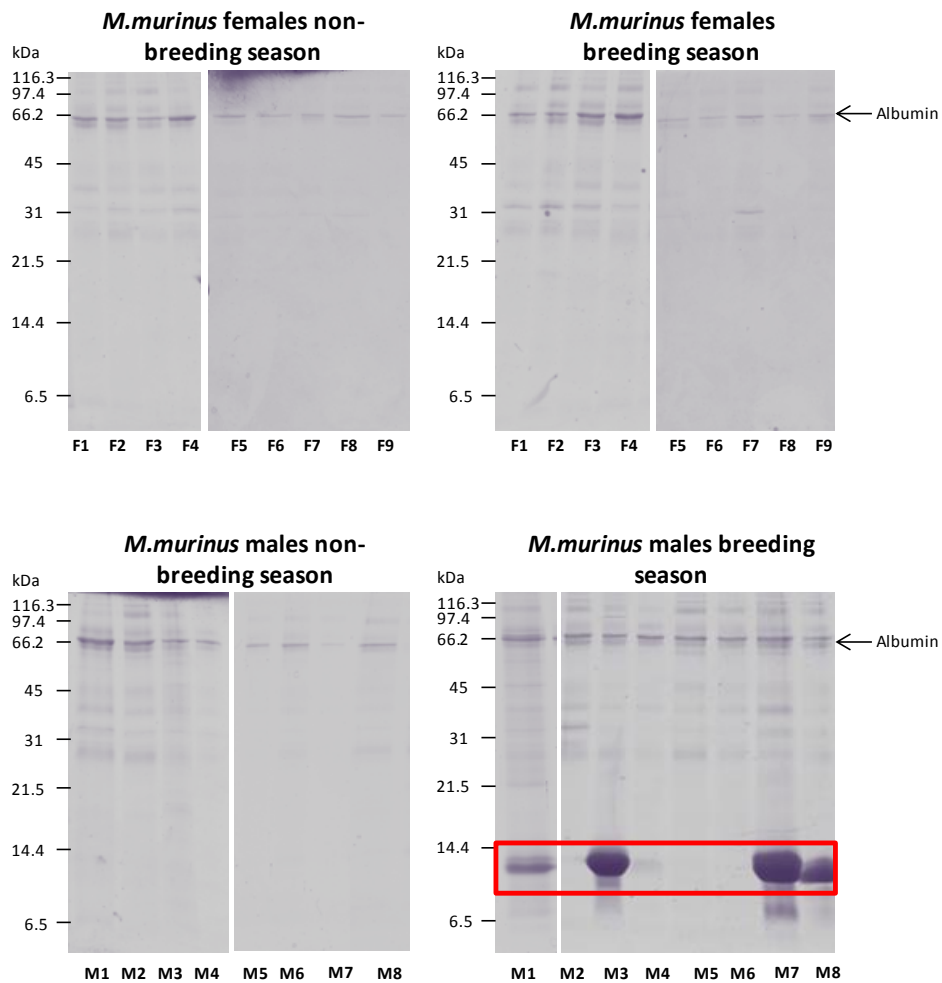 M.murinus females non-
breeding season
kDa
116.3
97.4
66.2
45
31
21.5
14.4
6.5
F1 F2 F3 F4 F5 F6 F7 F8 F9
M.murinus females
breeding season
kDa
116.3
97.4
66.2
45
31
21.5
14.4
6.5
Albumin
F1 F2 F3 F4 F5 F6 F7 F8 F9
M.murinus males non-
breeding season
kDa
116.3
97.4
66.2
45
31
21.5
14.4
6.5
M1 M2 M3 M4 M5 M6 M7 M8
M.murinus males breeding
season
kDa
116.3
97.4
66.2
45
31
21.5
14.4
6.5
Albumin
M1 M2 M3 M4 M5 M6 M7 M8